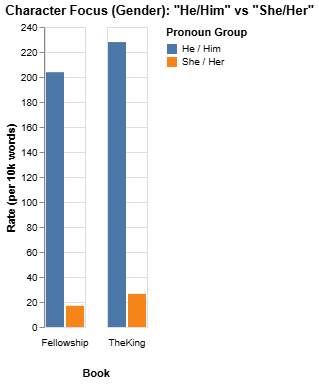 Character Focus (Gender): "He/Him" vs "She/Her"
Pronoun Group
He / Him
She / Her
Rate (per 10k words)
240
220
200
180
160
140
120
100
80
60
40
20
0
Fellowship
TheKing
Book